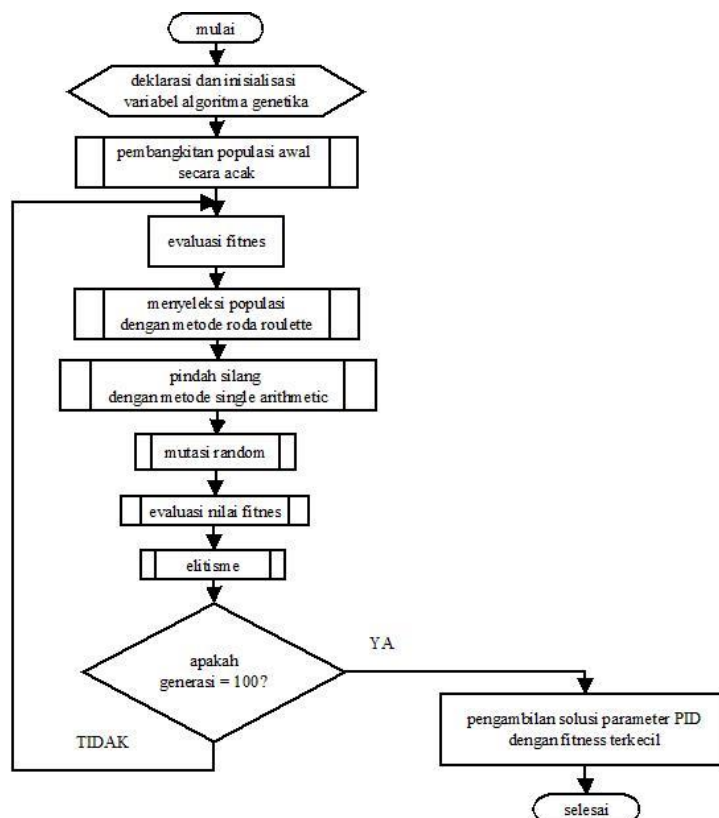 mulai
deklarasi dan inisialisasi
variabel algoritma genetika
pembangkitan populasi awal
secara acak
evaluasi fitnes
menyeleksi populasi
dengan metode roda roulette
pindah silang
dengan metode single arithmetic
mutasi random
evaluasi nilai fitnes
elitisme
apakah
generasi = 100?
YA
TIDAK
pengambilan solusi parameter PID
dengan fitness terkecil
selesai